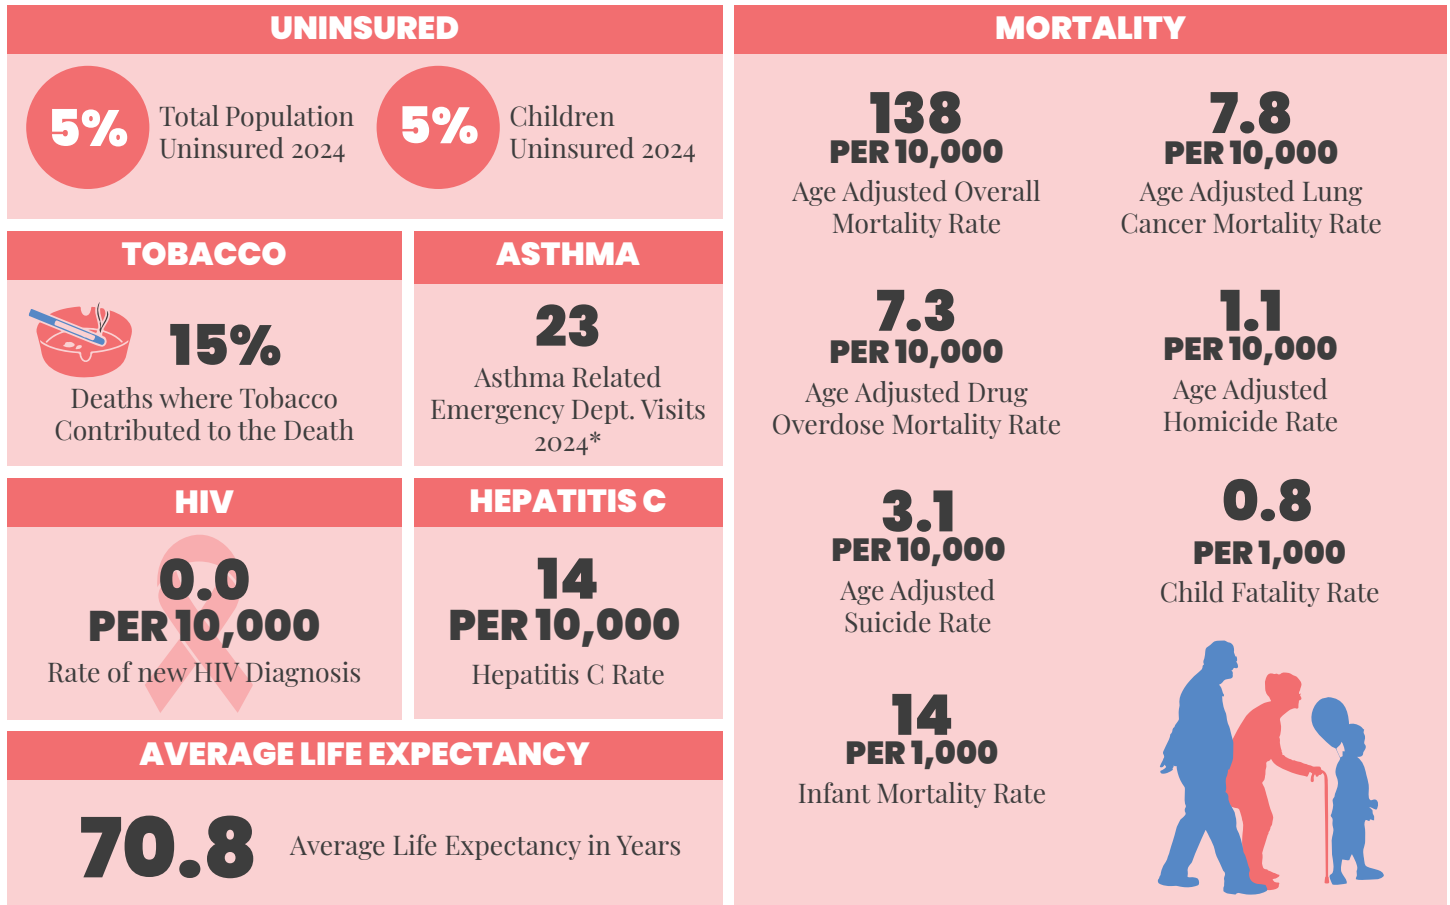 UNINSURED
5%
Total Population
Uninsured 2024
5%
Children
Uninsured 2024
TOBACCO
15%
Deaths where Tobacco
Contributed to the Death
ASTHMA
23
Asthma Related
Emergency Dept. Visits
2024*
HIV
0.0
PER 10,000
Rate of new HIV Diagnosis
HEPATITIS C
14
PER 10,000
Hepatitis C Rate
AVERAGE LIFE EXPECTANCY
70.8
Average Life Expectancy in Years
MORTALITY
138
PER 10,000
Age Adjusted Overall
Mortality Rate
7.8
PER 10,000
Age Adjusted Lung
Cancer Mortality Rate
7.3
PER 10,000
Age Adjusted Drug
Overdose Mortality Rate
1.1
PER 10,000
Age Adjusted
Homicide Rate
3.1
PER 10,000
Age Adjusted
Suicide Rate
0.8
PER 1,000
Child Fatality Rate
14
PER 1,000
Infant Mortality Rate